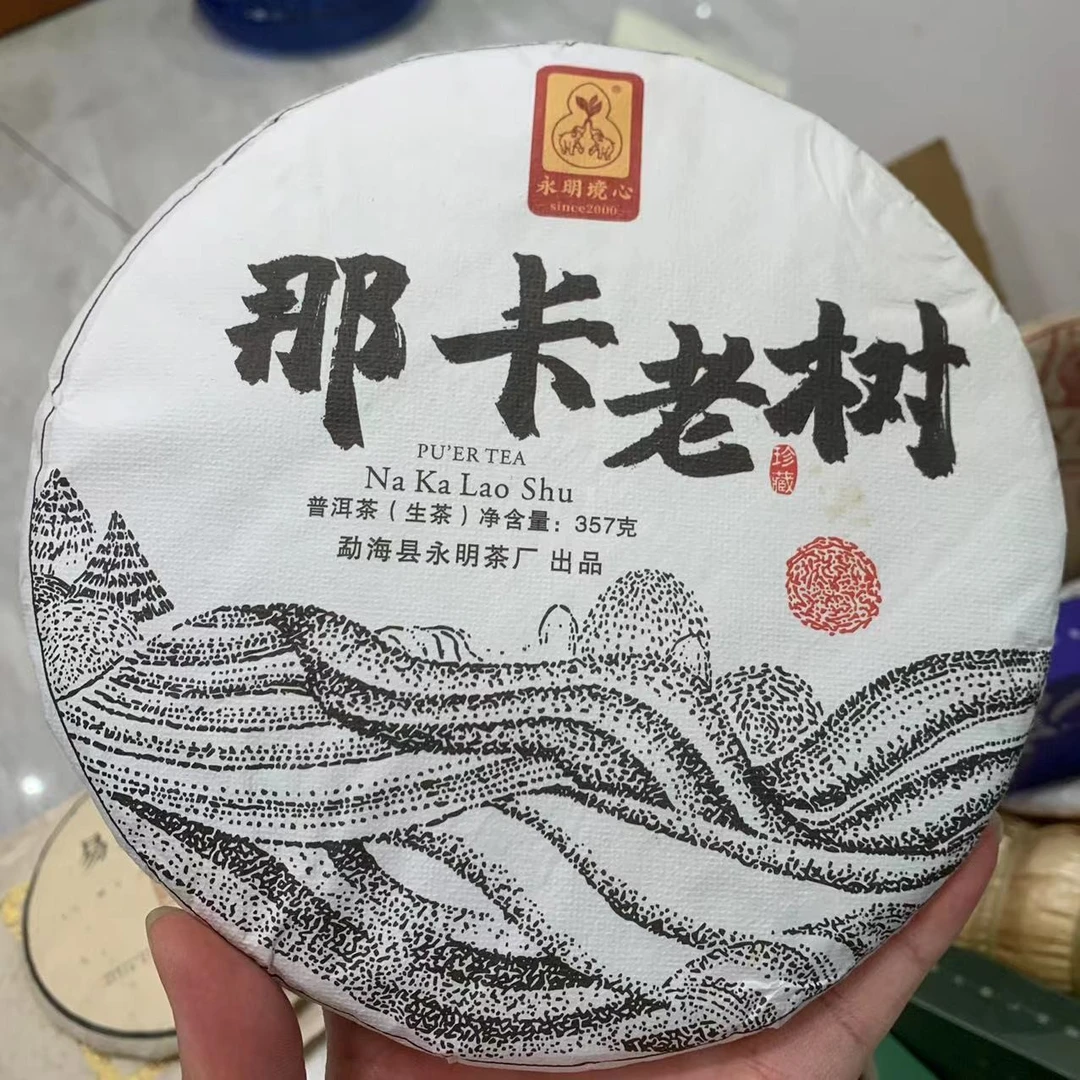 永明境心
since2000
那卡老树
珍藏
PU'ER TEA
Na Ka Lao Shu
普洱茶（生茶）净含量：357克
勐海县永明茶厂 出品
易